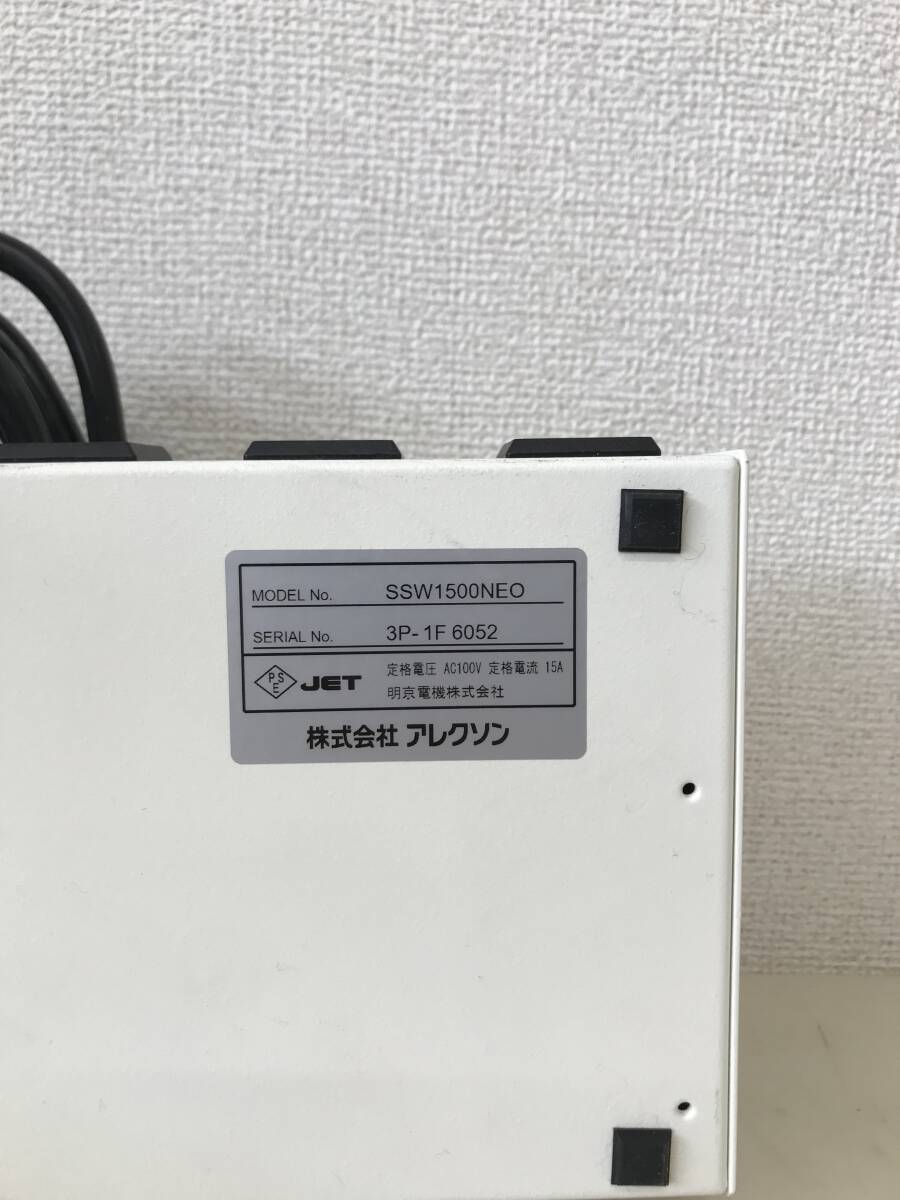 MODEL No. SSW1500NEO
SERIAL No. 3P-1F 6052
PSE JET 定格電圧 AC100V 定格電流 15A
明京電機株式会社
株式会社 アレクソン